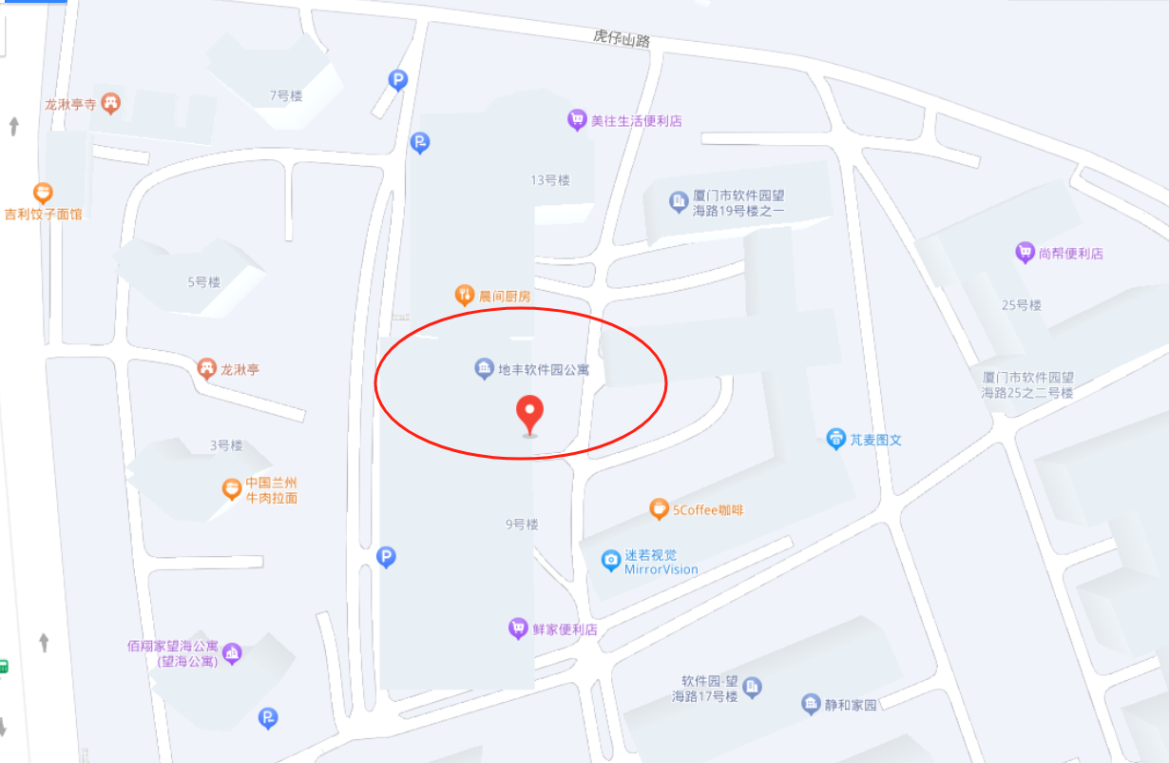 虎仔山路
7号楼
P
龙湫亭寺
美往生活便利店
P
13号楼
厦门市软件园望
海路19号楼之一
吉利饺子面馆
尚帮便利店
5号楼
晨间厨房
25号楼
龙湫亭
地丰软件园公寓
厦门市软件园望
海路25之二号楼
3号楼
芃麦图文
中国兰州
牛肉拉面
5Coffee咖啡
9号楼
P
迷若视觉
MirrorVision
鲜家便利店
佰翔家望海公寓
(望海公寓)
软件园-望
海路17号楼
静和家园
P